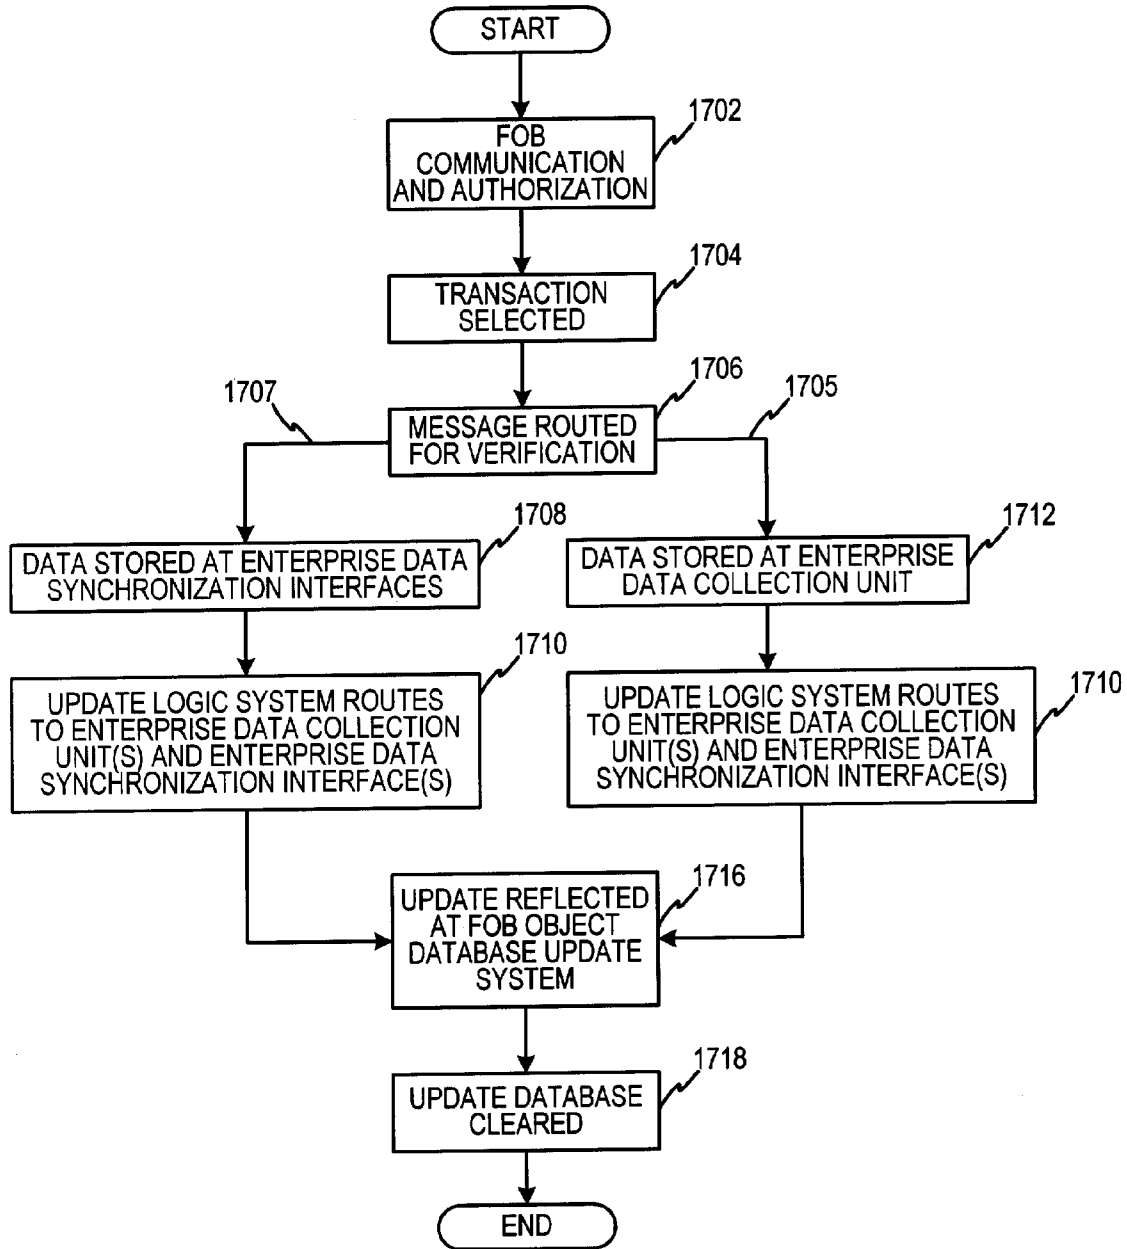 START
1702
FOB
COMMUNICATION
AND AUTHORIZATION
1704
TRANSACTION
SELECTED
1706
1707
1705
MESSAGE ROUTED
FOR VERIFICATION
1708
DATA STORED AT ENTERPRISE DATA
SYNCHRONIZATION INTERFACES
1712
DATA STORED AT ENTERPRISE
DATA COLLECTION UNIT
1710
UPDATE LOGIC SYSTEM ROUTES
TO ENTERPRISE DATA COLLECTION
UNIT(S) AND ENTERPRISE DATA
SYNCHRONIZATION INTERFACE(S)
1710
UPDATE LOGIC SYSTEM ROUTES
TO ENTERPRISE DATA COLLECTION
UNIT(S) AND ENTERPRISE DATA
SYNCHRONIZATION INTERFACE(S)
1716
UPDATE REFLECTED
AT FOB OBJECT
DATABASE UPDATE
SYSTEM
1718
UPDATE DATABASE
CLEARED
END